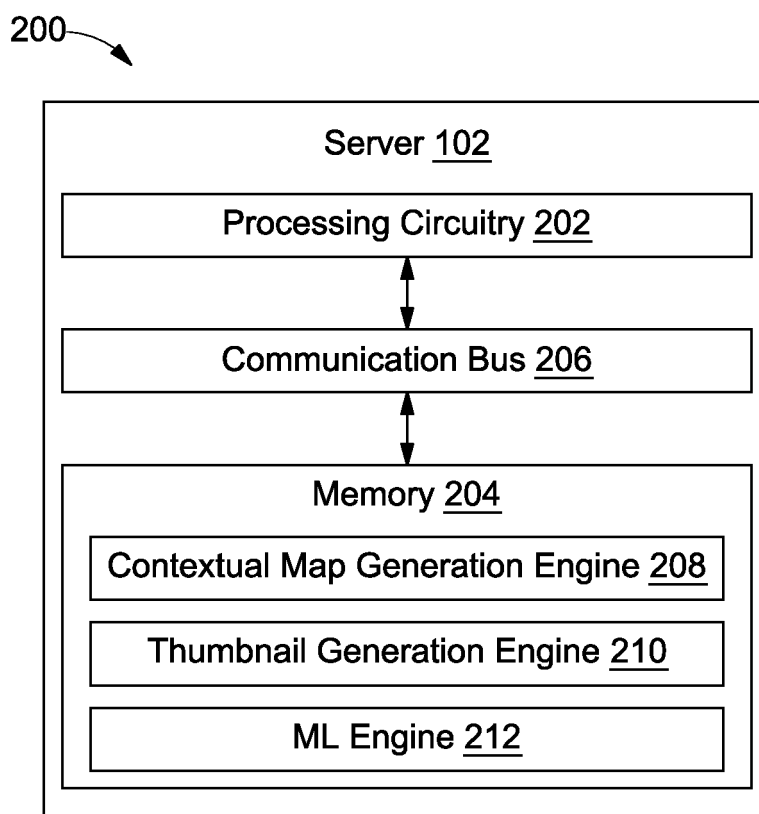 200
Server 102
Processing Circuitry 202
Communication Bus 206
Memory 204
Contextual Map Generation Engine 208
Thumbnail Generation Engine 210
ML Engine 212